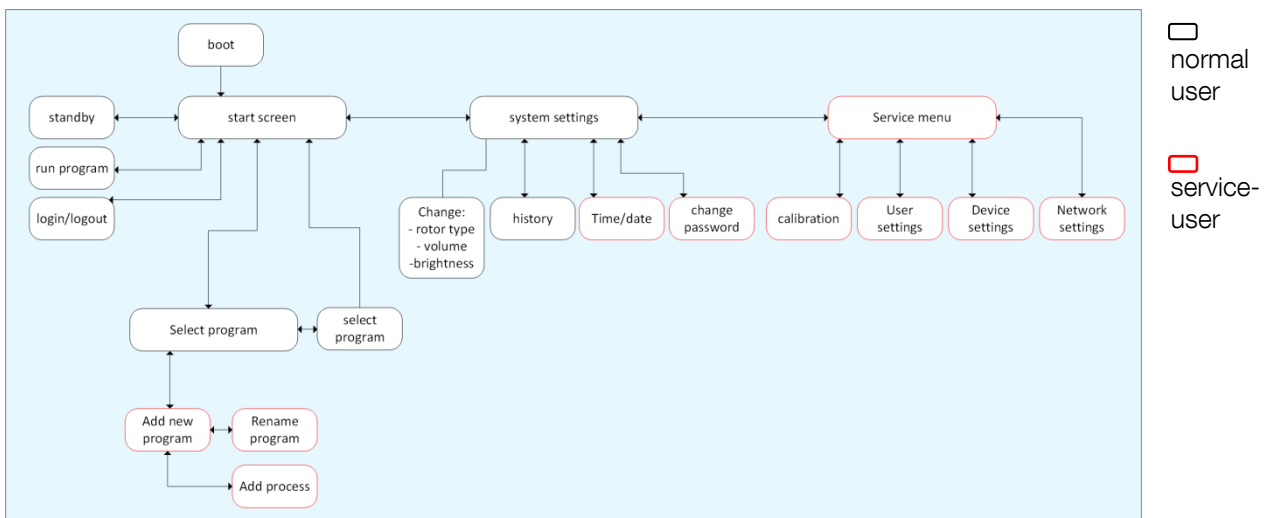 boot
normal
user
standby
start screen
system settings
Service menu
run program
service-
user
login/logout
Change:
- rotor type
- volume
-brightness
history
Time/date
change
password
calibration
User
settings
Device
settings
Network
settings
Select program
select
program
Add new
program
Rename
program
Add process